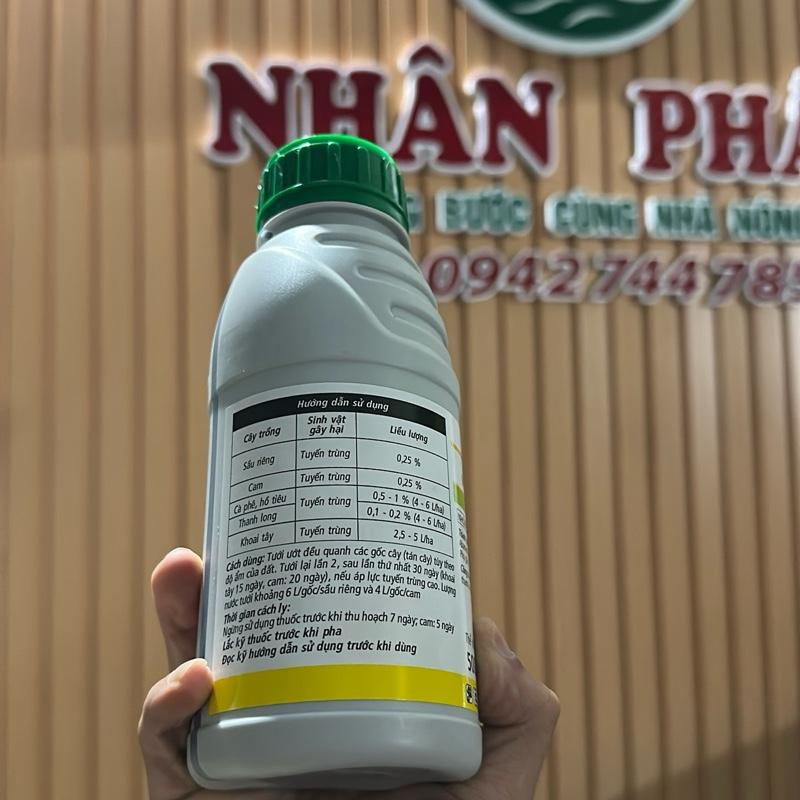 NHÂN PH
BƯỚC CÙNG NHÀ NÔNG
0942 744 785
Hướng dẫn sử dụng
Cây trồng Sinh vật gây hại Liều lượng
Sầu riêng Tuyến trùng 0,25 %
Cam Tuyến trùng 0,25 %
Cà phê, hồ tiêu Tuyến trùng 0,5 - 1 % (4 - 6 L/ha)
Thanh long 0,1 - 0,2 % (4 - 6 L/ha)
Khoai tây Tuyến trùng 2,5 - 5 L/ha
Cách dùng: Tưới ướt đều quanh các gốc cây (tán cây) tùy theo
độ ẩm của đất. Tưới lại lần 2, sau lần thứ nhất 30 ngày (khoai
tây 15 ngày, cam: 20 ngày), nếu áp lực tuyến trùng cao. Lượng
nước tưới khoảng 6 L/gốc/sầu riêng và 4 L/gốc/cam
Thời gian cách ly:
Ngừng sử dụng thuốc trước khi thu hoạch 7 ngày; cam: 5 ngày
Lắc kỹ thuốc trước khi pha
Đọc kỹ hướng dẫn sử dụng trước khi dùng